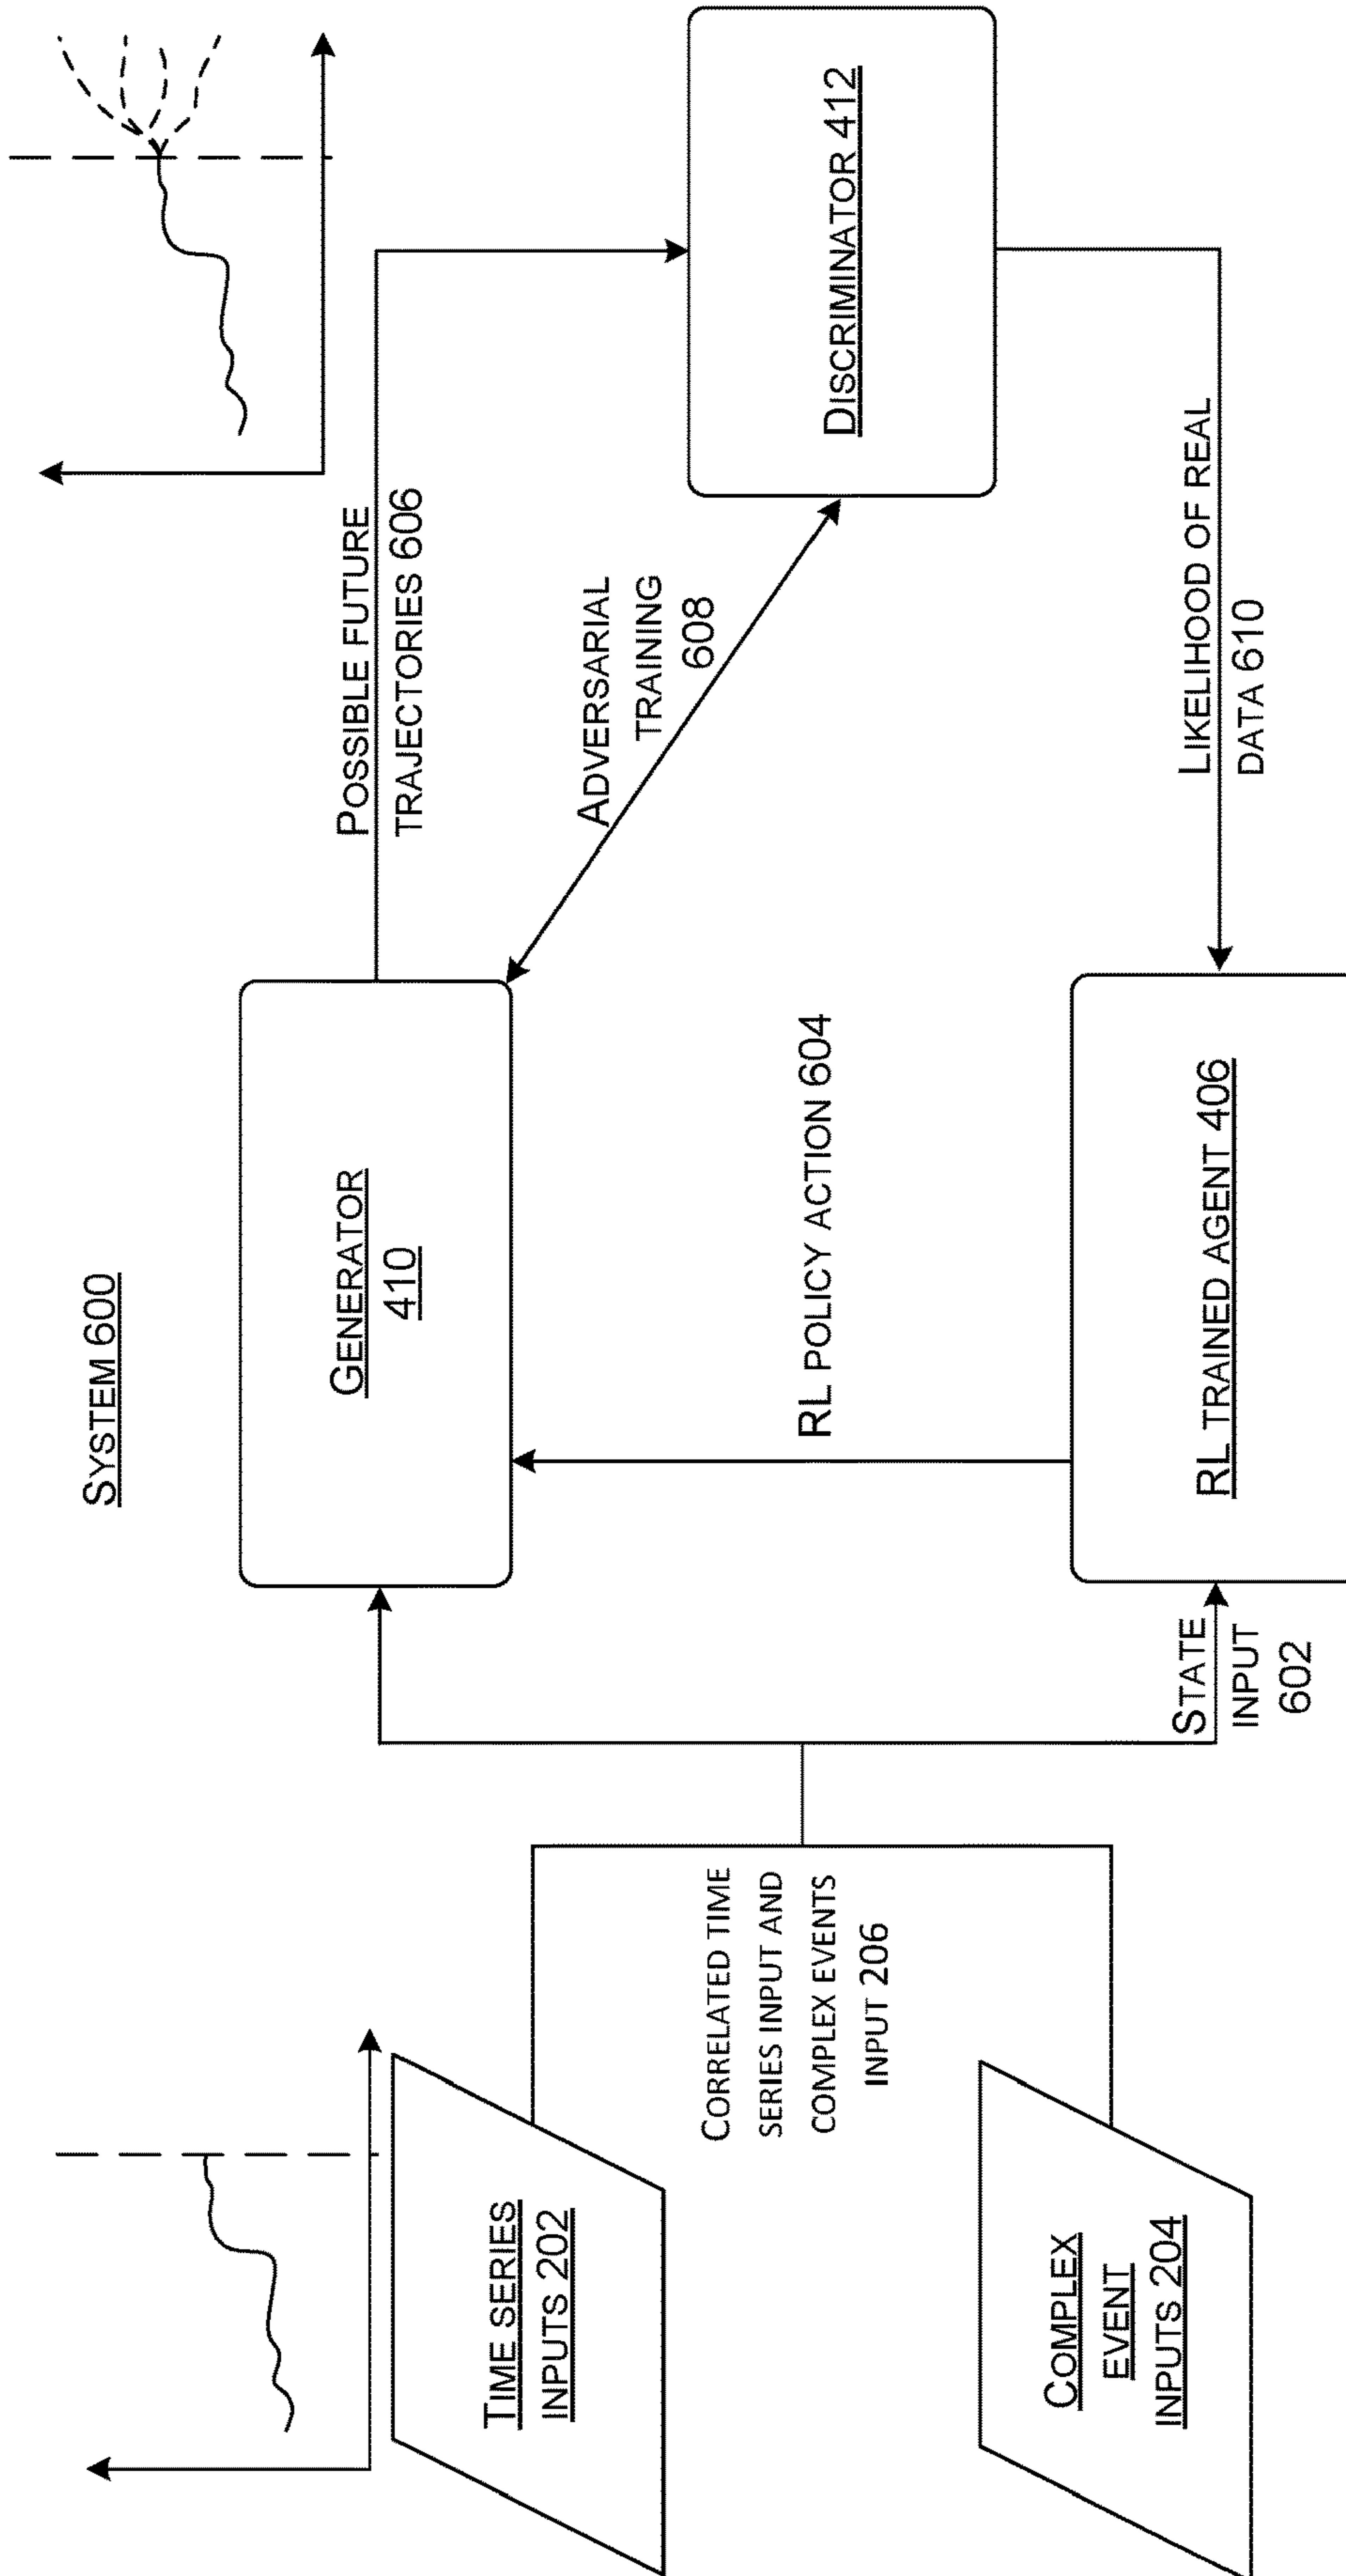 SYSTEM 600
TIME SERIES
INPUTS 202
COMPLEX
EVENT
INPUTS 204
CORRELATED TIME
SERIES INPUT AND
COMPLEX EVENTS
INPUT 206
STATE
INPUT
602
GENERATOR
410
RL POLICY ACTION 604
RL TRAINED AGENT 406
POSSIBLE FUTURE
TRAJECTORIES 606
ADVERSARIAL
TRAINING
608
LIKELIHOOD OF REAL
DATA 610
DISCRIMINATOR 412